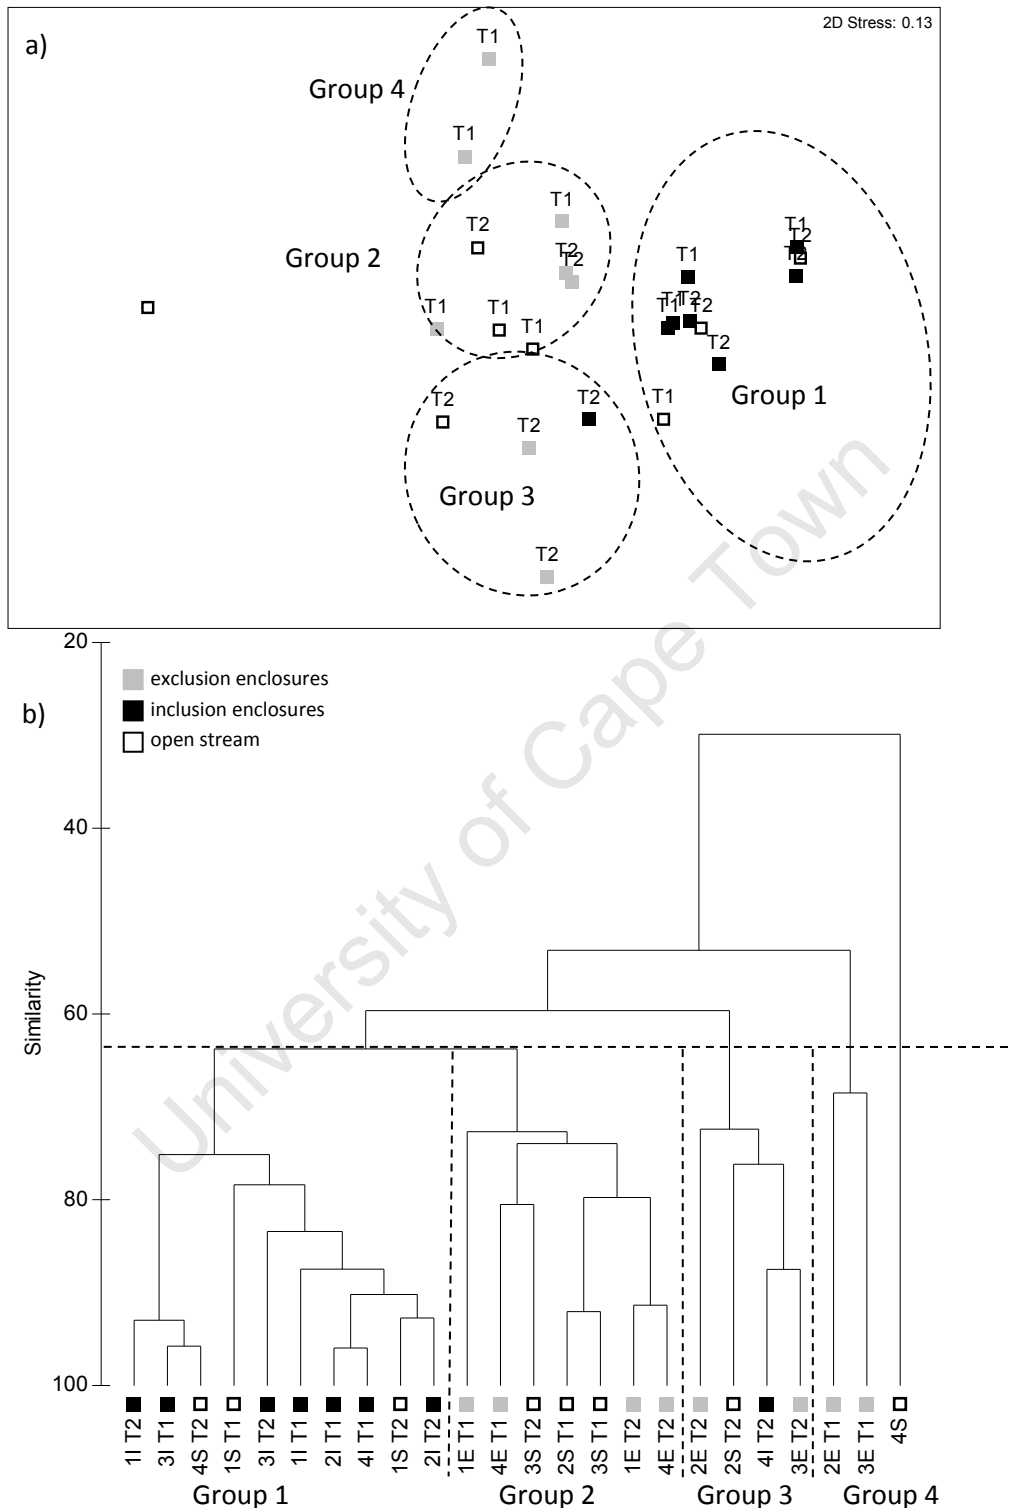 a)
2D Stress: 0.13
T1
Group 4
T1
T1
T2
T2
T2
Group 2
T1
T1
T1
T1
T2
T2
T1
T1
T2
T2
T2
T1
Group 1
T2
T2
T2
Group 3
T2
University of Cape Town
b)
exclusion enclosures
inclusion enclosures
open stream
Similarity
20
40
60
80
100
1I T2
3I T1
4S T2
1S T1
3I T2
1I T1
2I T1
4I T1
1S T2
2I T2
1E T1
4E T1
3S T2
2S T1
3S T1
1E T2
4E T2
2E T2
2S T2
4I T2
3E T2
2E T1
3E T1
4S
Group 1
Group 2
Group 3
Group 4